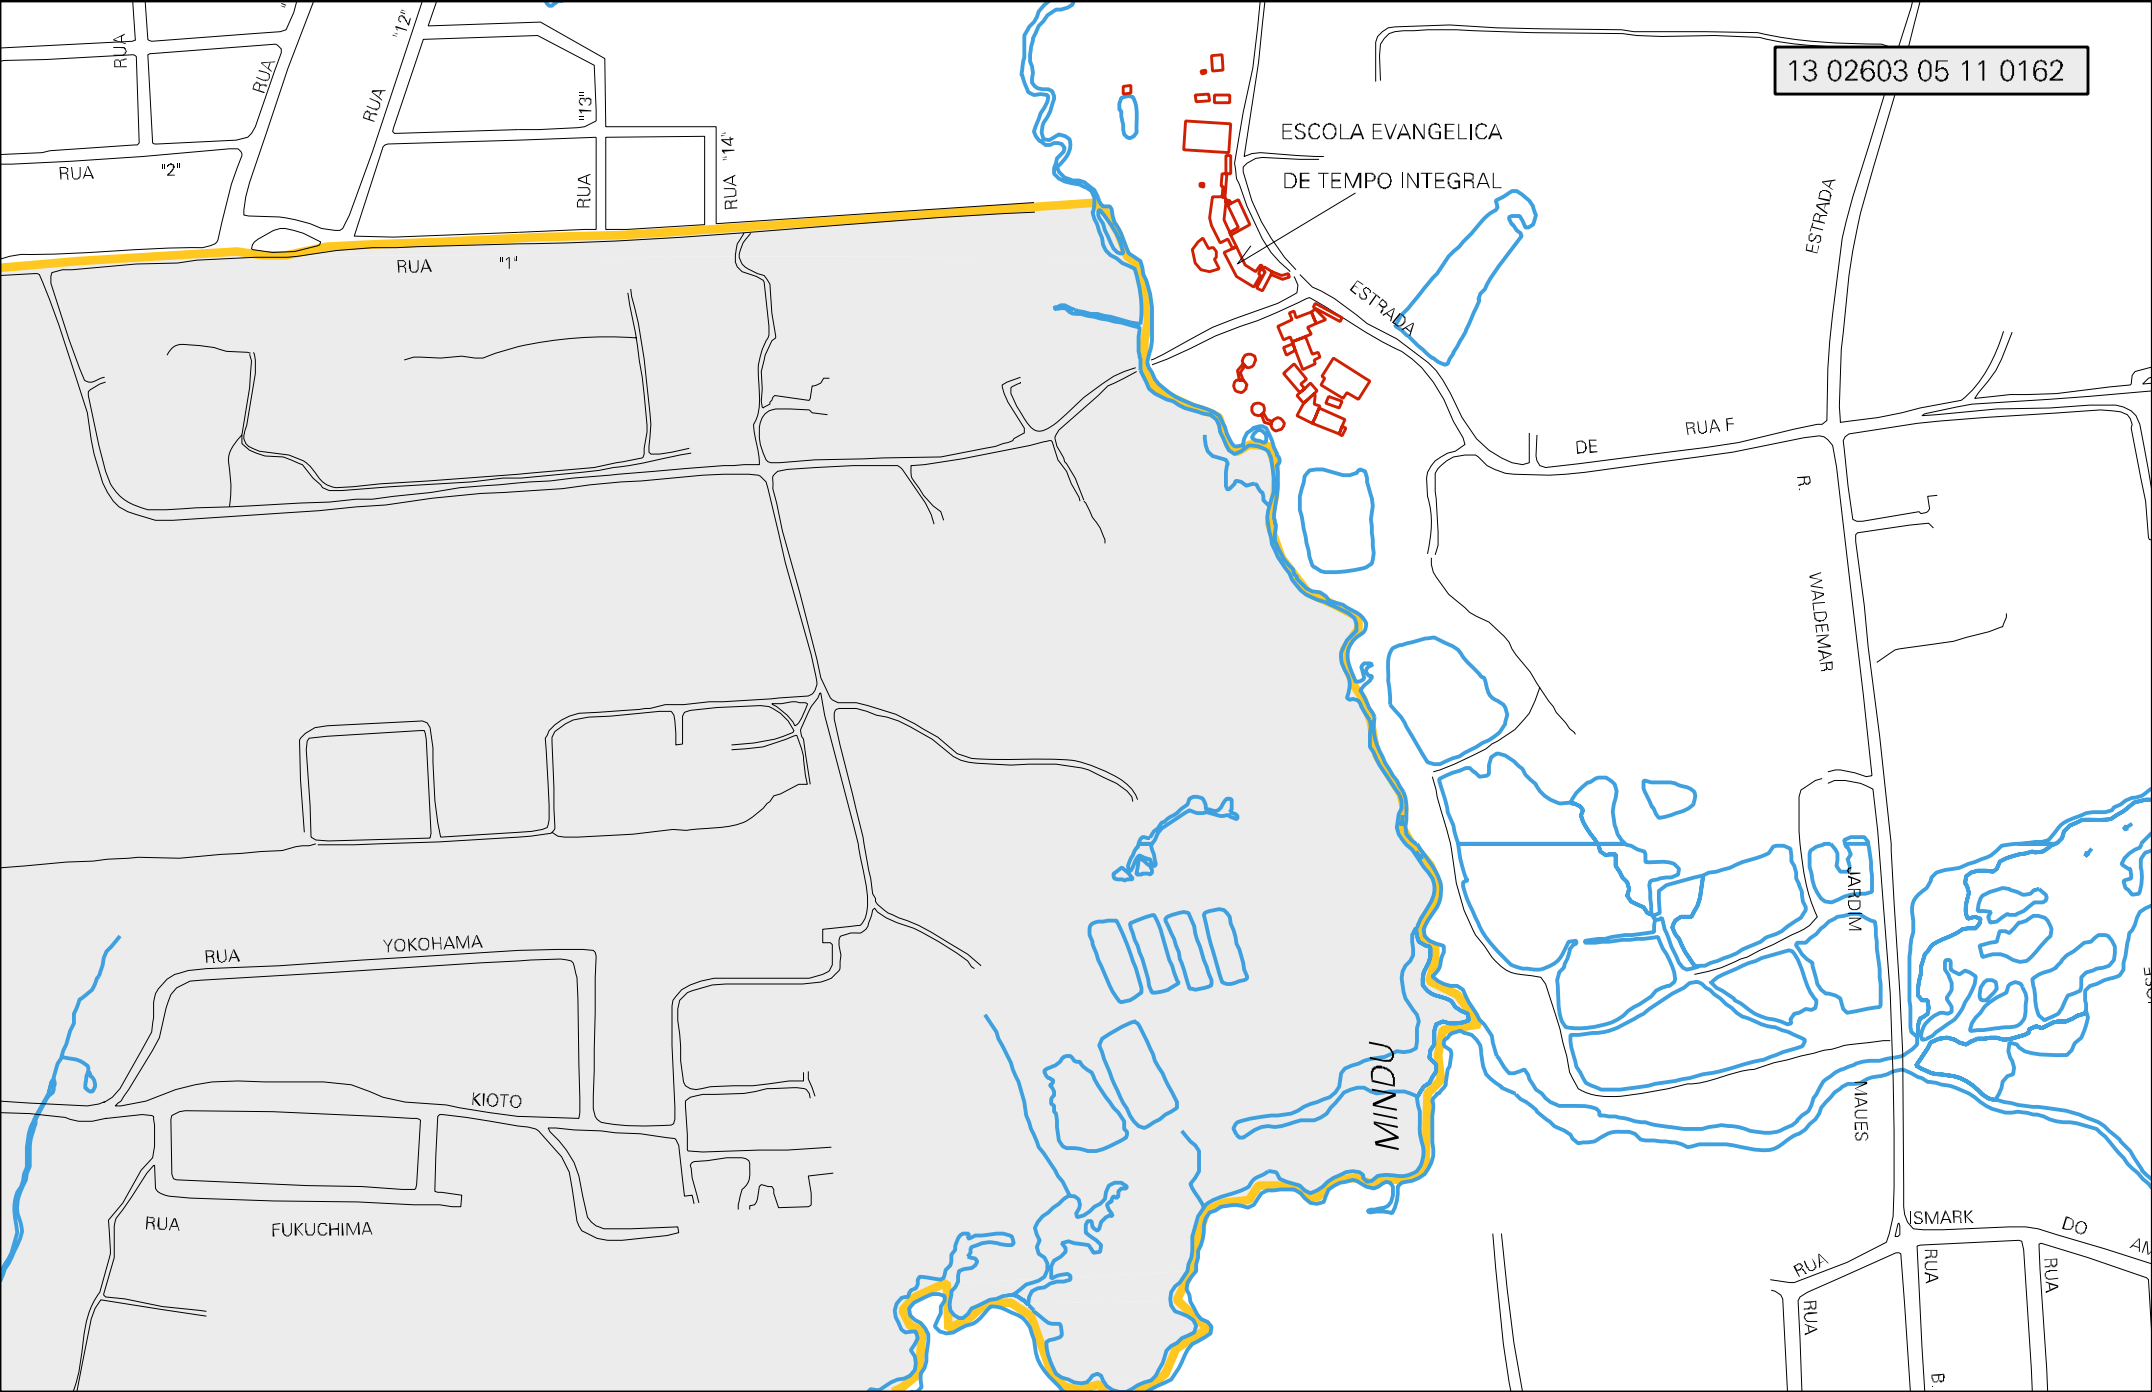 13 02603 05 11 0162
RUA
RUA
"12"
RUA
"13"
RUA
"14"
RUA
RUA "2"
RUA "1"
ESCOLA EVANGELICA
DE TEMPO INTEGRAL
ESTRADA
ESTRADA
DE RUA F
R. WALDEMAR JARDIM MAUES
RUA YOKOHAMA
KIOTO
RUA FUKUCHIMA
MINDU
ISMARK DO
RUA
RUA
RUA B
RUA